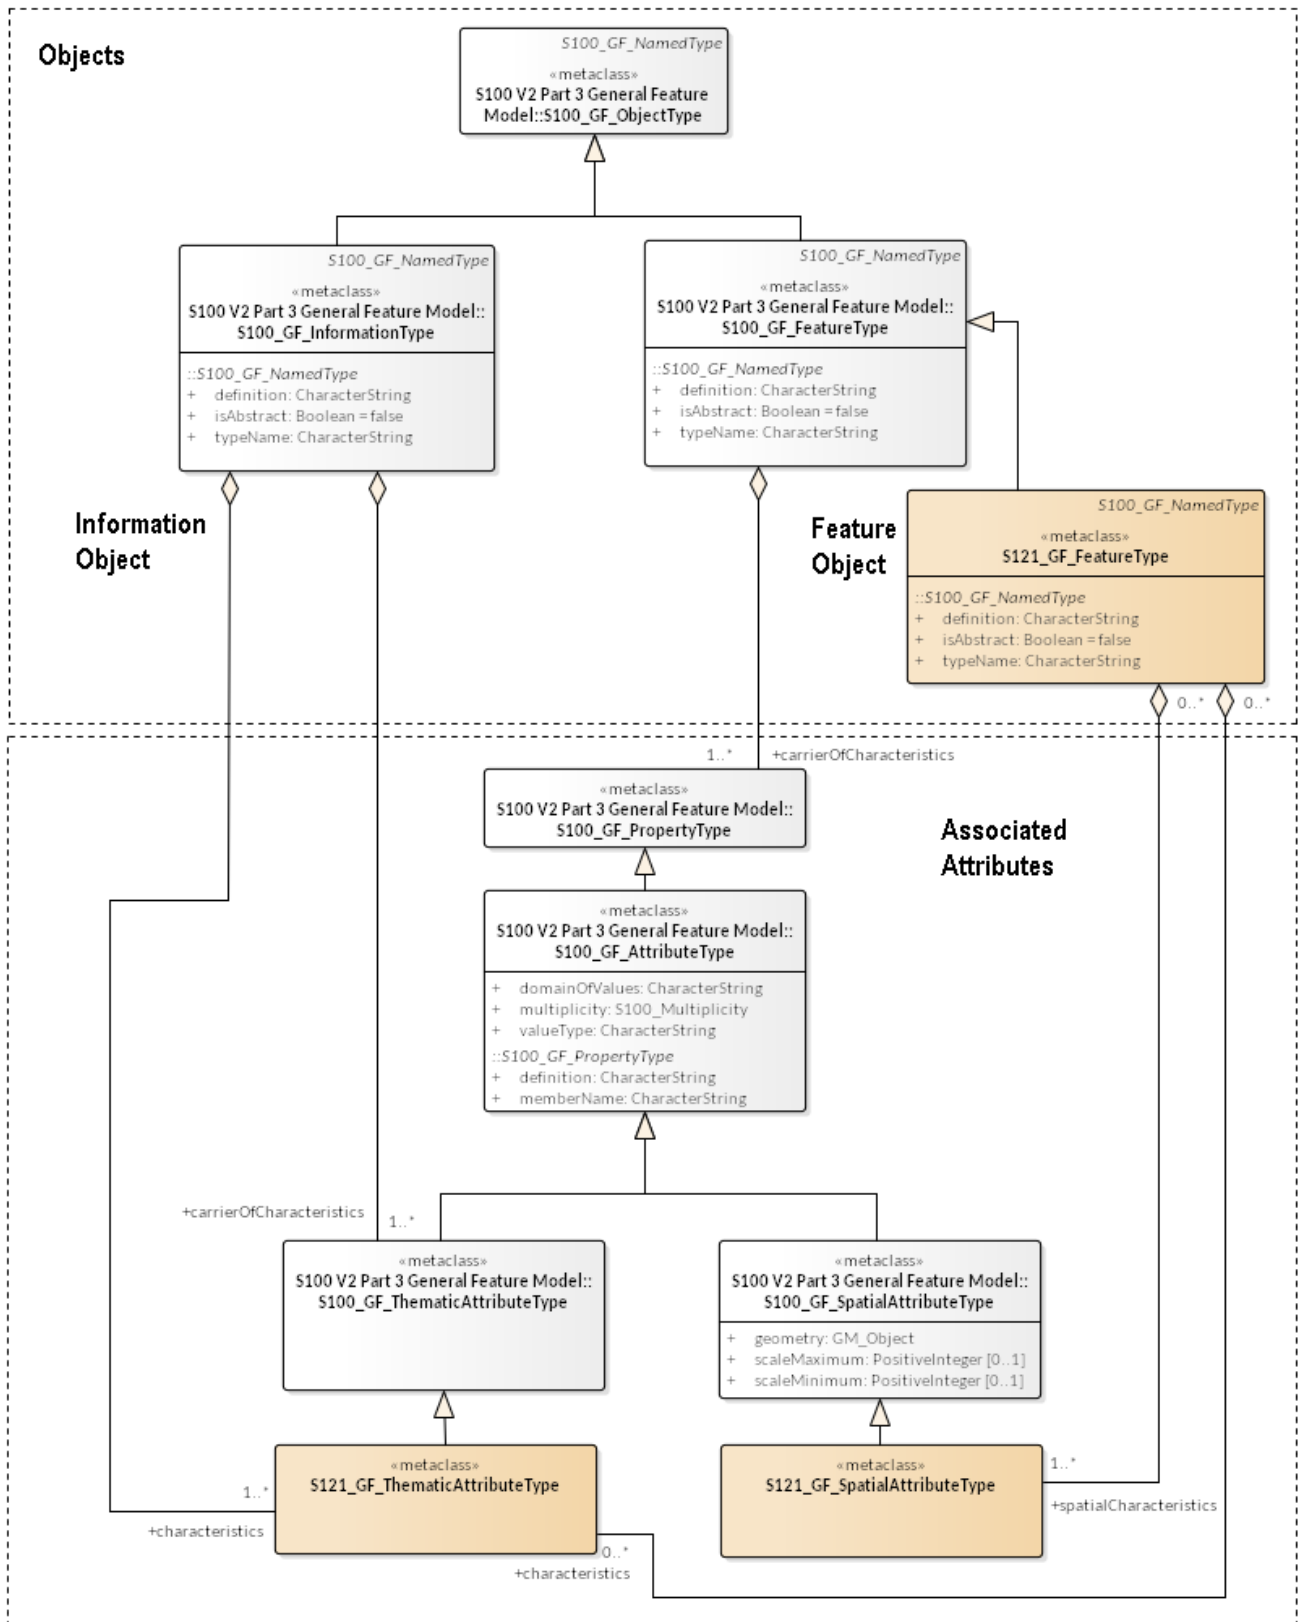 Objects
S100_GF_NamedType
«metaclass»
S100 V2 Part 3 General Feature
Model::S100_GF_ObjectType
S100_GF_NamedType
«metaclass»
S100 V2 Part 3 General Feature Model::
S100_GF_InformationType
::S100_GF_NamedType
+ definition: CharacterString
+ isAbstract: Boolean = false
+ typeName: CharacterString
S100_GF_NamedType
«metaclass»
S100 V2 Part 3 General Feature Model::
S100_GF_FeatureType
::S100_GF_NamedType
+ definition: CharacterString
+ isAbstract: Boolean = false
+ typeName: CharacterString
Information
Object
Feature
Object
S100_GF_NamedType
«metaclass»
S121_GF_FeatureType
::S100_GF_NamedType
+ definition: CharacterString
+ isAbstract: Boolean = false
+ typeName: CharacterString
0..*
0..*
1..*
+carrierOfCharacteristics
«metaclass»
S100 V2 Part 3 General Feature Model::
S100_GF_PropertyType
Associated
Attributes
«metaclass»
S100 V2 Part 3 General Feature Model::
S100_GF_AttributeType
+ domainOfValues: CharacterString
+ multiplicity: S100_Multiplicity
+ valueType: CharacterString
::S100_GF_PropertyType
+ definition: CharacterString
+ memberName: CharacterString
+carrierOfCharacteristics
1..*
«metaclass»
S100 V2 Part 3 General Feature Model::
S100_GF_ThematicAttributeType
«metaclass»
S100 V2 Part 3 General Feature Model::
S100_GF_SpatialAttributeType
+ geometry: GM_Object
+ scaleMaximum: PositiveInteger [0..1]
+ scaleMinimum: PositiveInteger [0..1]
«metaclass»
S121_GF_ThematicAttributeType
«metaclass»
S121_GF_SpatialAttributeType
1..*
+spatialCharacteristics
1..*
+characteristics
0..*
+characteristics